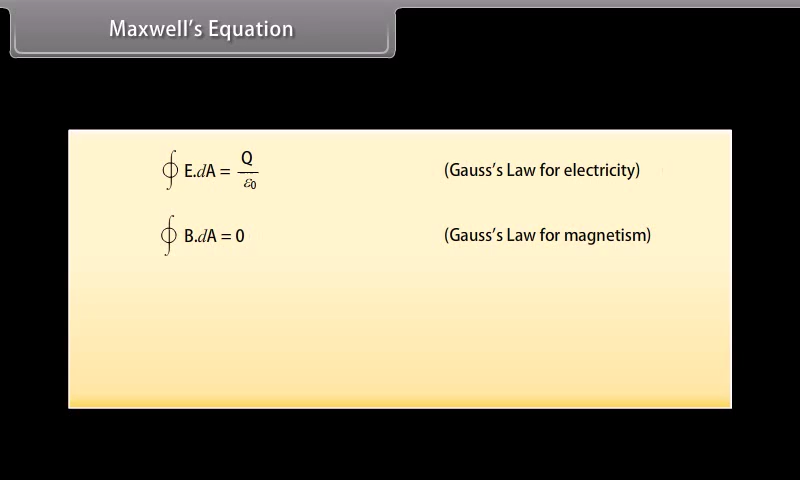 Maxwell's Equation
∮ E.dA = Q/ε₀ (Gauss's Law for electricity)
∮ B.dA = 0 (Gauss's Law for magnetism)